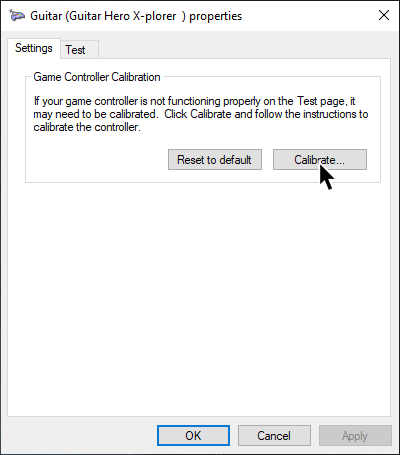 Guitar (Guitar Hero X-plorer ) properties
Settings
Test
Game Controller Calibration
If your game controller is not functioning properly on the Test page, it
may need to be calibrated. Click Calibrate and follow the instructions to
calibrate the controller.
Reset to default
Calibrate...
OK
Cancel
Apply